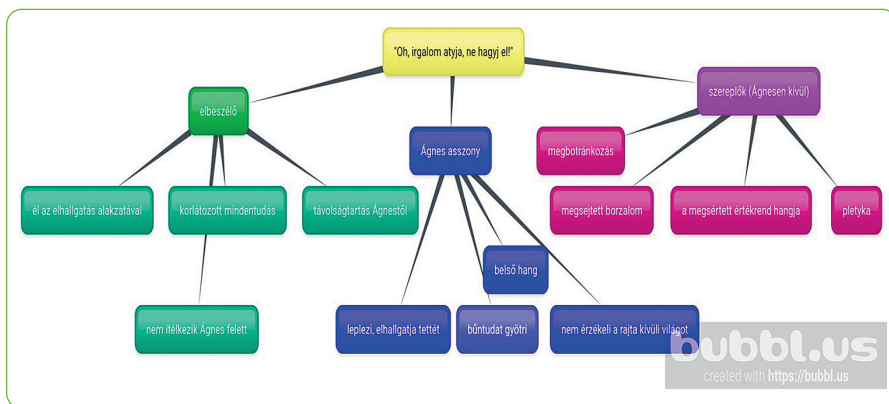 "Oh, irgalom atyja, ne hagyj el!"
elbeszélő
él az elhallgatás alakzatával
korlátozott mindentudás
távolságtartás Ágnestől
nem ítélkezik Ágnes felett
Ágnes asszony
belső hang
leplezi, elhallgatja tettét
bűntudat gyötri
nem érzékeli a rajta kívüli világot
szereplők (Ágnesen kívül)
megbotránkozás
megsejtett borzalom
a megsértett értékrend hangja
pletyka
bubbl.us
created with https://bubbl.us